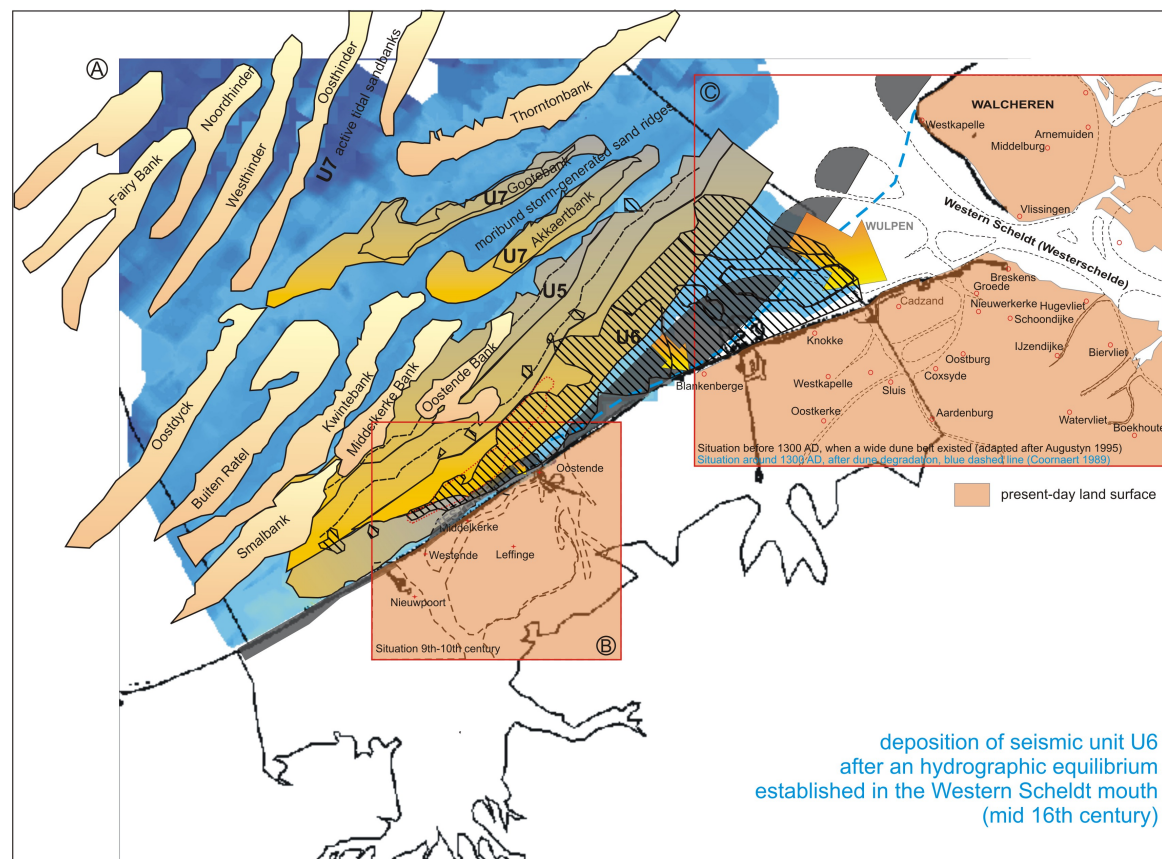 A
Fairy Bank
Noordhinder
Westhinder
Oosthinder
U7 active tidal sandbanks
Thorntonbank
U7 Gootebank
moribund storm-generated sand ridges
U7 Akkaertbank
U5
U6
Oostdyck
Buiten Ratel
Kwintebank
Middelkerke Bank
Oostende Bank
Smalbank
C
WALCHEREN
Westkapelle
Arnemuiden
Middelburg
Vlissingen
Western Scheldt (Westerschelde)
WULPEN
Breskens
Groede
Cadzand
Nieuwerkerke
Hugevliet
Schoondijke
Knokke
IJzendijke
Biervliet
Oostburg
Blankenberge
Westkapelle
Sluis
Coxsyde
Oostkerke
Aardenburg
Watervliet
Boekhoute
Situation before 1300 AD, when a wide dune belt existed (adapted after Augustyn 1995)
Situation around 1300 AD, after dune degradation, blue dashed line (Coornaert 1989)
present-day land surface
Oostende
Middelkerke
Westende
Leffinge
Nieuwpoort
Situation 9th-10th century
B
deposition of seismic unit U6
after an hydrographic equilibrium
established in the Western Scheldt mouth
(mid 16th century)